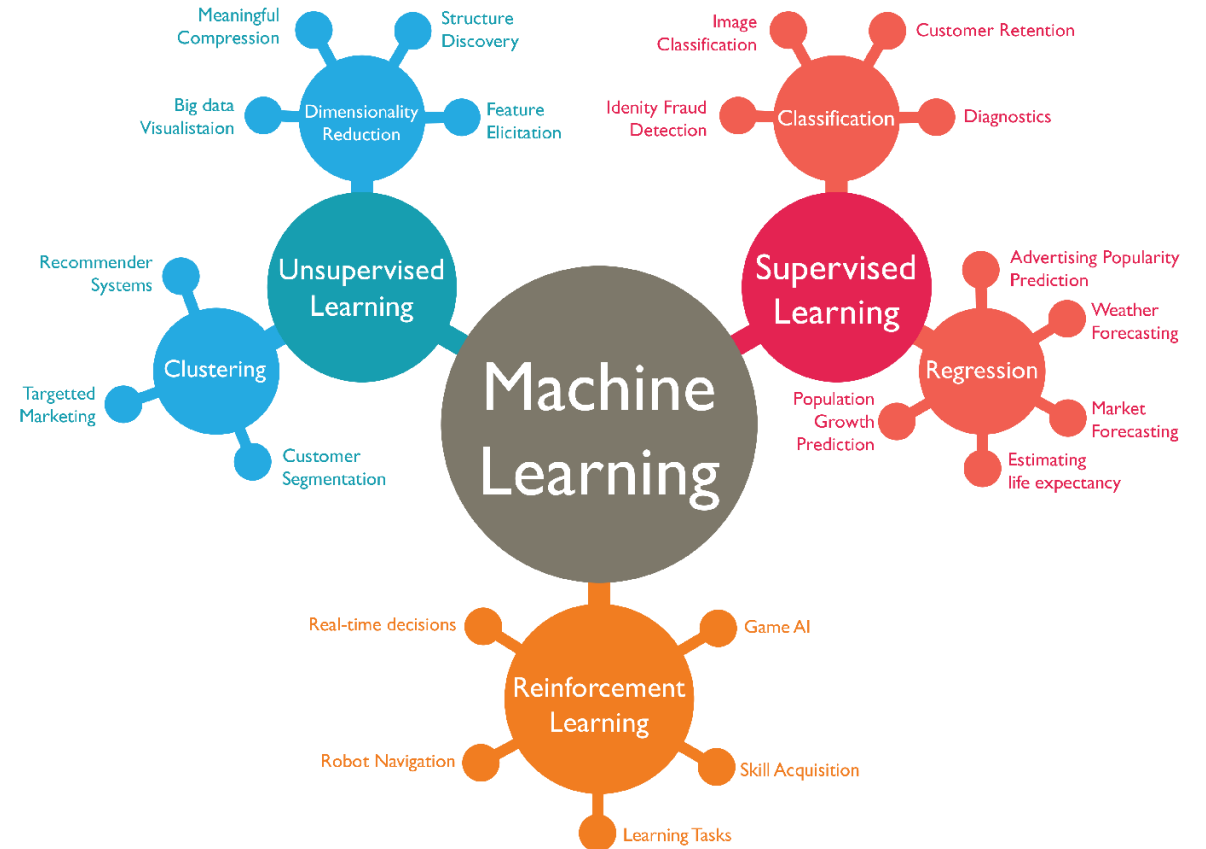 Meaningful
Compression
Structure
Discovery
Big data
Visualistaion
Dimensionality
Reduction
Feature
Elicitation
Image
Classification
Customer Retention
Idenity Fraud
Detection
Classification
Diagnostics
Unsupervised
Learning
Supervised
Learning
Recommender
Systems
Clustering
Targetted
Marketing
Customer
Segmentation
Advertising Popularity
Prediction
Weather
Forecasting
Regression
Population
Growth
Prediction
Market
Forecasting
Estimating
life expectancy
Machine
Learning
Real-time decisions
Game AI
Reinforcement
Learning
Robot Navigation
Skill Acquisition
Learning Tasks